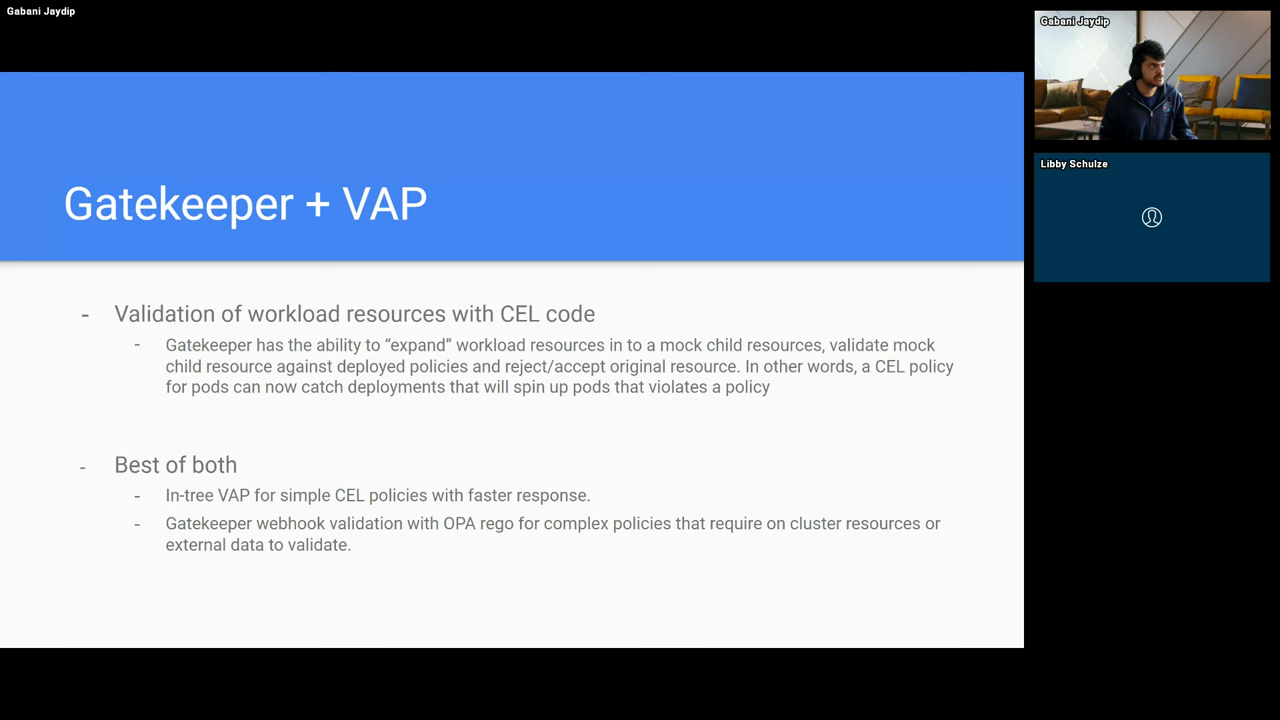 Gabani Jaydip
Gabani Jaydip
Libby Schulze
Gatekeeper + VAP
- Validation of workload resources with CEL code
- Gatekeeper has the ability to “expand” workload resources in to a mock child resources, validate mock
child resource against deployed policies and reject/accept original resource. In other words, a CEL policy
for pods can now catch deployments that will spin up pods that violates a policy
- Best of both
- In-tree VAP for simple CEL policies with faster response.
- Gatekeeper webhook validation with OPA rego for complex policies that require on cluster resources or
external data to validate.